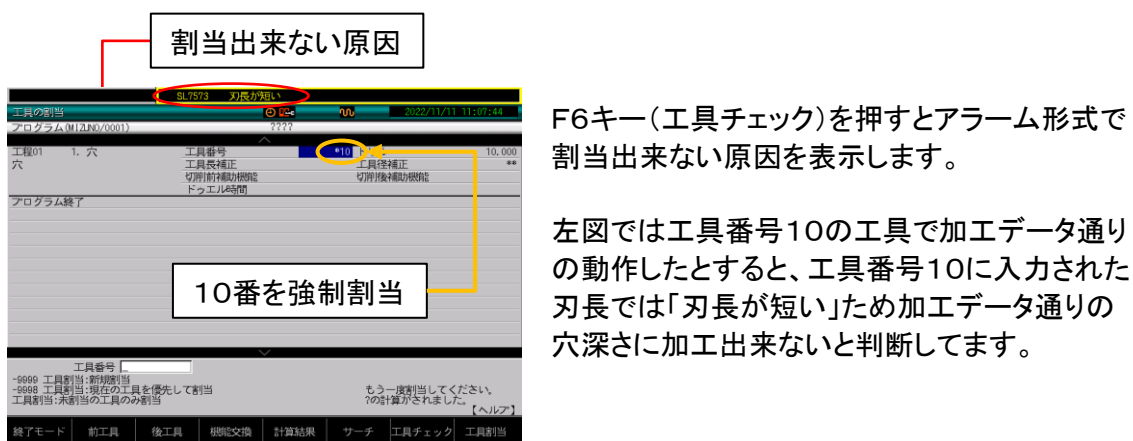 割当出来ない原因
SL7573 刃長が短い
工具の割当
2022/11/11 11:07:44
プログラム(MIZUNO/0001) ????
工程01 1. 穴 工具番号 *10 10,000
穴 工具長補正 工具径補正 **
切削前補助機能 切削後補助機能
ドゥエル時間
プログラム終了
10番を強制割当
工具番号
-9999 工具割当:新規割当
-9998 工具割当:現在の工具を優先して割当 もう一度割当してください。
工具割当:未割当の工具のみ割当 ?の計算がされました。
【ヘルプ】
終了モード 前工具 後工具 機能交換 計算結果 サーチ 工具チェック 工具割当
F6キー(工具チェック)を押すとアラーム形式で
割当出来ない原因を表示します。
左図では工具番号10の工具で加工データ通り
の動作したとすると、工具番号10に入力された
刃長では「刃長が短い」ため加工データ通りの
穴深さに加工出来ないと判断してます。